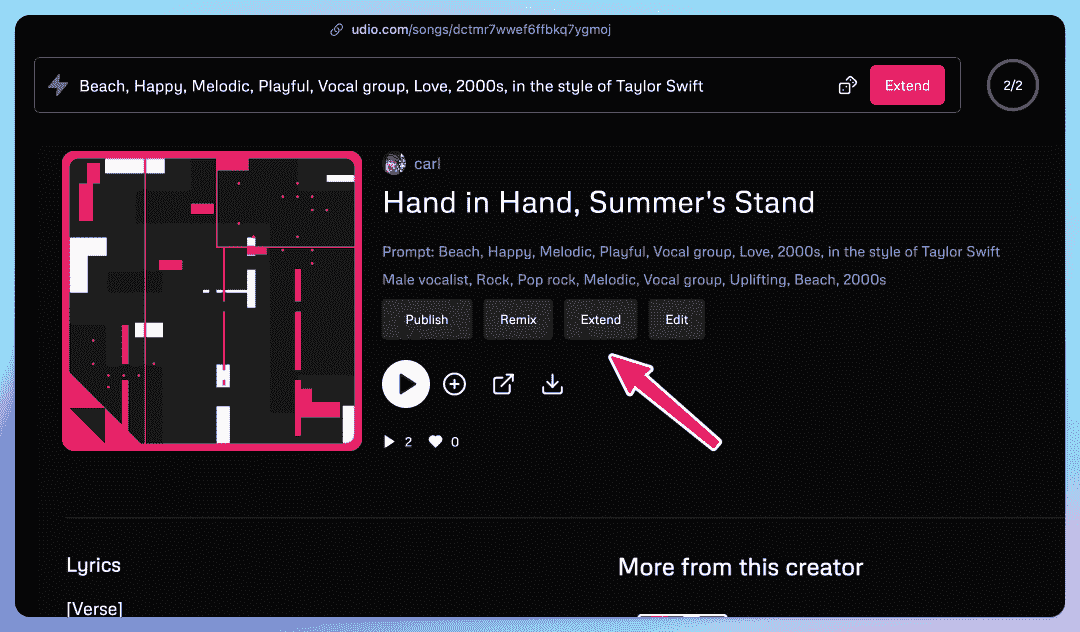 udio.com/songs/dctmr7wwef6ffbkq7ygmoj
Beach, Happy, Melodic, Playful, Vocal group, Love, 2000s, in the style of Taylor Swift
Extend
2/2
carl
Hand in Hand, Summer's Stand
Prompt: Beach, Happy, Melodic, Playful, Vocal group, Love, 2000s, in the style of Taylor Swift
Male vocalist, Rock, Pop rock, Melodic, Vocal group, Uplifting, Beach, 2000s
Publish Remix Extend Edit
2 0
Lyrics
More from this creator
[Verse]